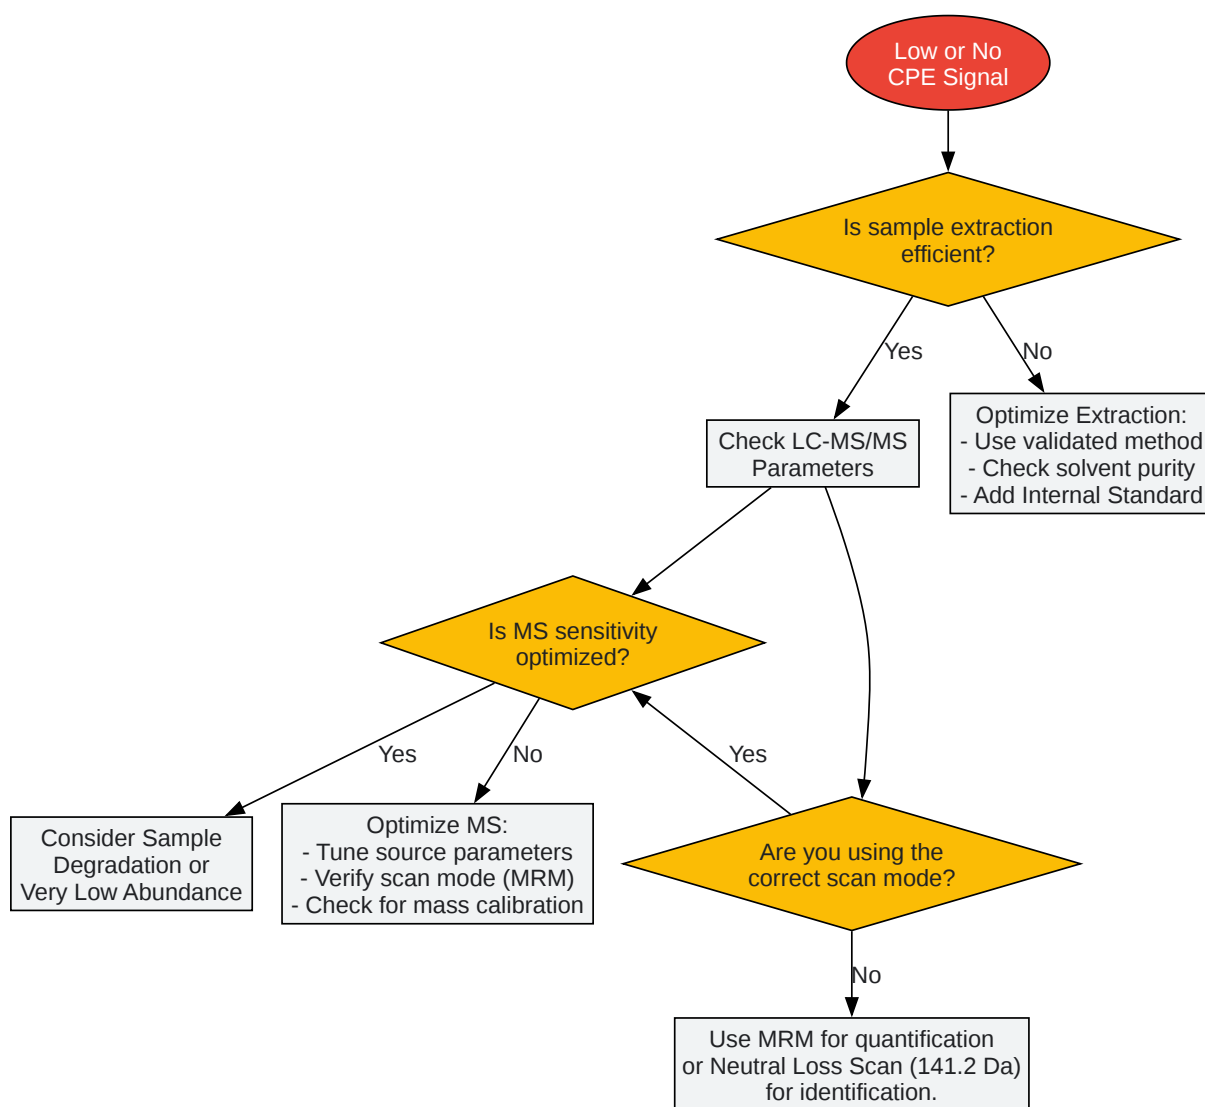 Low or No
CPE Signal
Is sample extraction
efficient?
Yes
No
Check LC-MS/MS
Parameters
Optimize Extraction:
- Use validated method
- Check solvent purity
- Add Internal Standard
Is MS sensitivity
optimized?
Yes
No
Yes
Consider Sample
Degradation or
Very Low Abundance
Optimize MS:
- Tune source parameters
- Verify scan mode (MRM)
- Check for mass calibration
Are you using the
correct scan mode?
No
Use MRM for quantification
or Neutral Loss Scan (141.2 Da)
for identification.